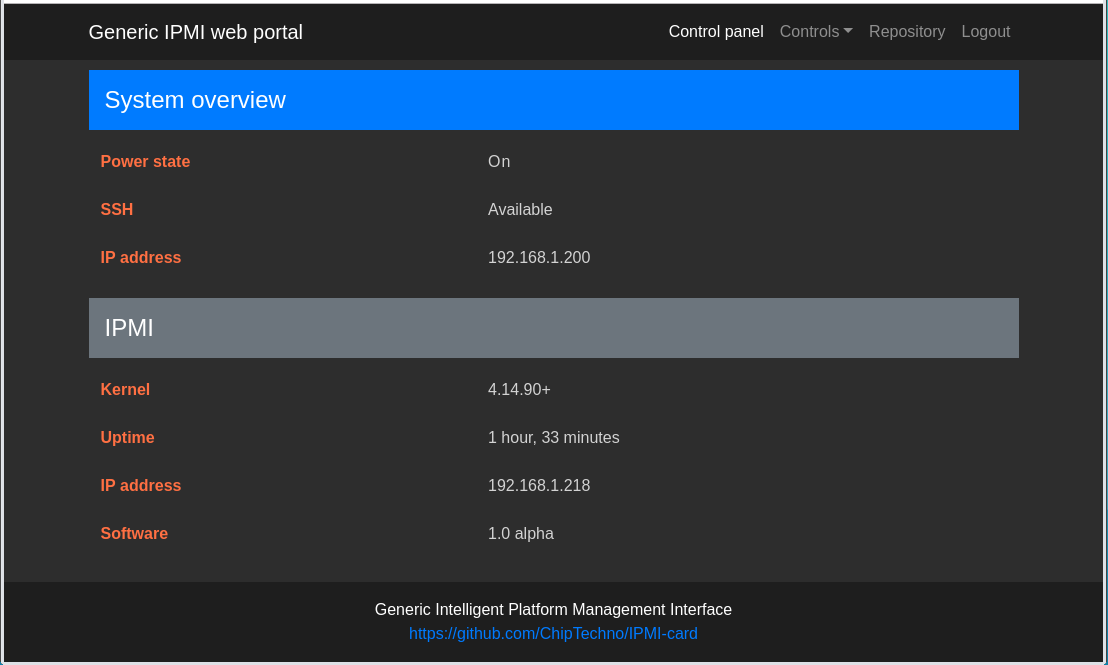 Generic IPMI web portal
Control panel Controls Repository Logout
System overview
Power state On
SSH Available
IP address 192.168.1.200
IPMI
Kernel 4.14.90+
Uptime 1 hour, 33 minutes
IP address 192.168.1.218
Software 1.0 alpha
Generic Intelligent Platform Management Interface
https://github.com/ChipTechno/IPMI-card